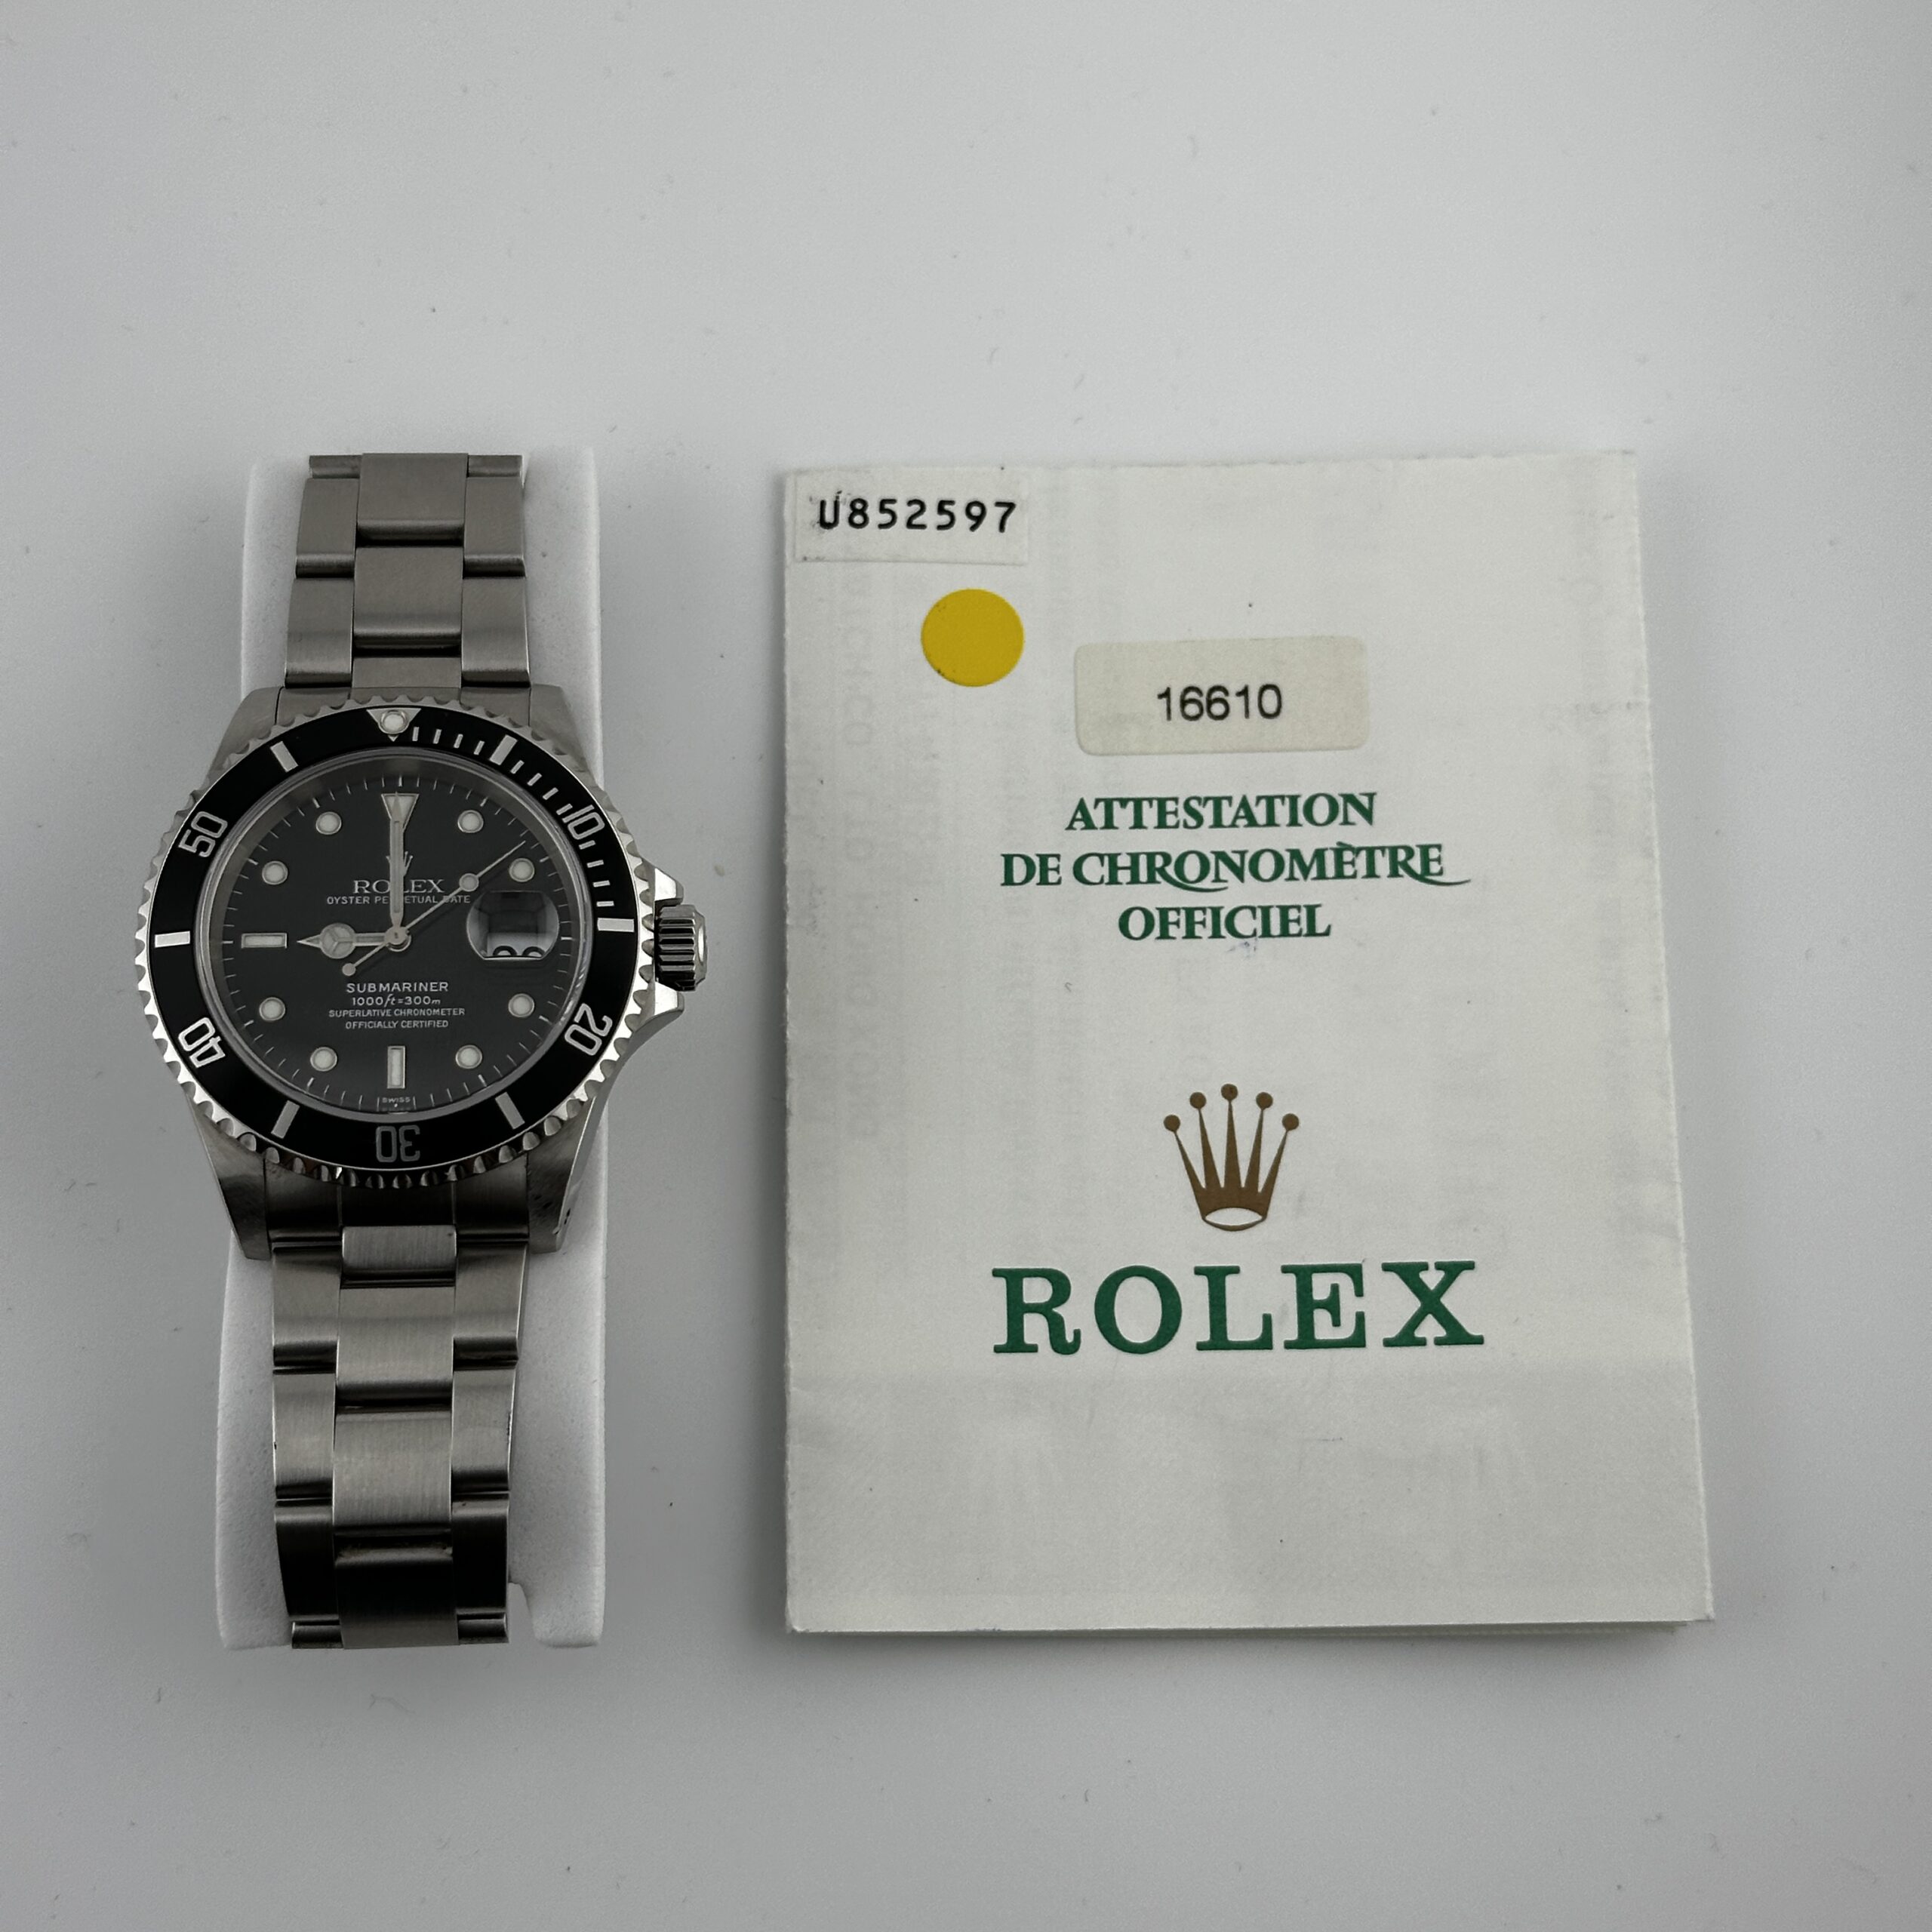 50
10
20
30
40
ROLEX
OYSTER PERPETUAL DATE
SUBMARINER
1000ft=300m
SUPERLATIVE CHRONOMETER
OFFICIALLY CERTIFIED
SWISS
U852597
16610
ATTESTATION
DE CHRONOMÈTRE
OFFICIEL
ROLEX